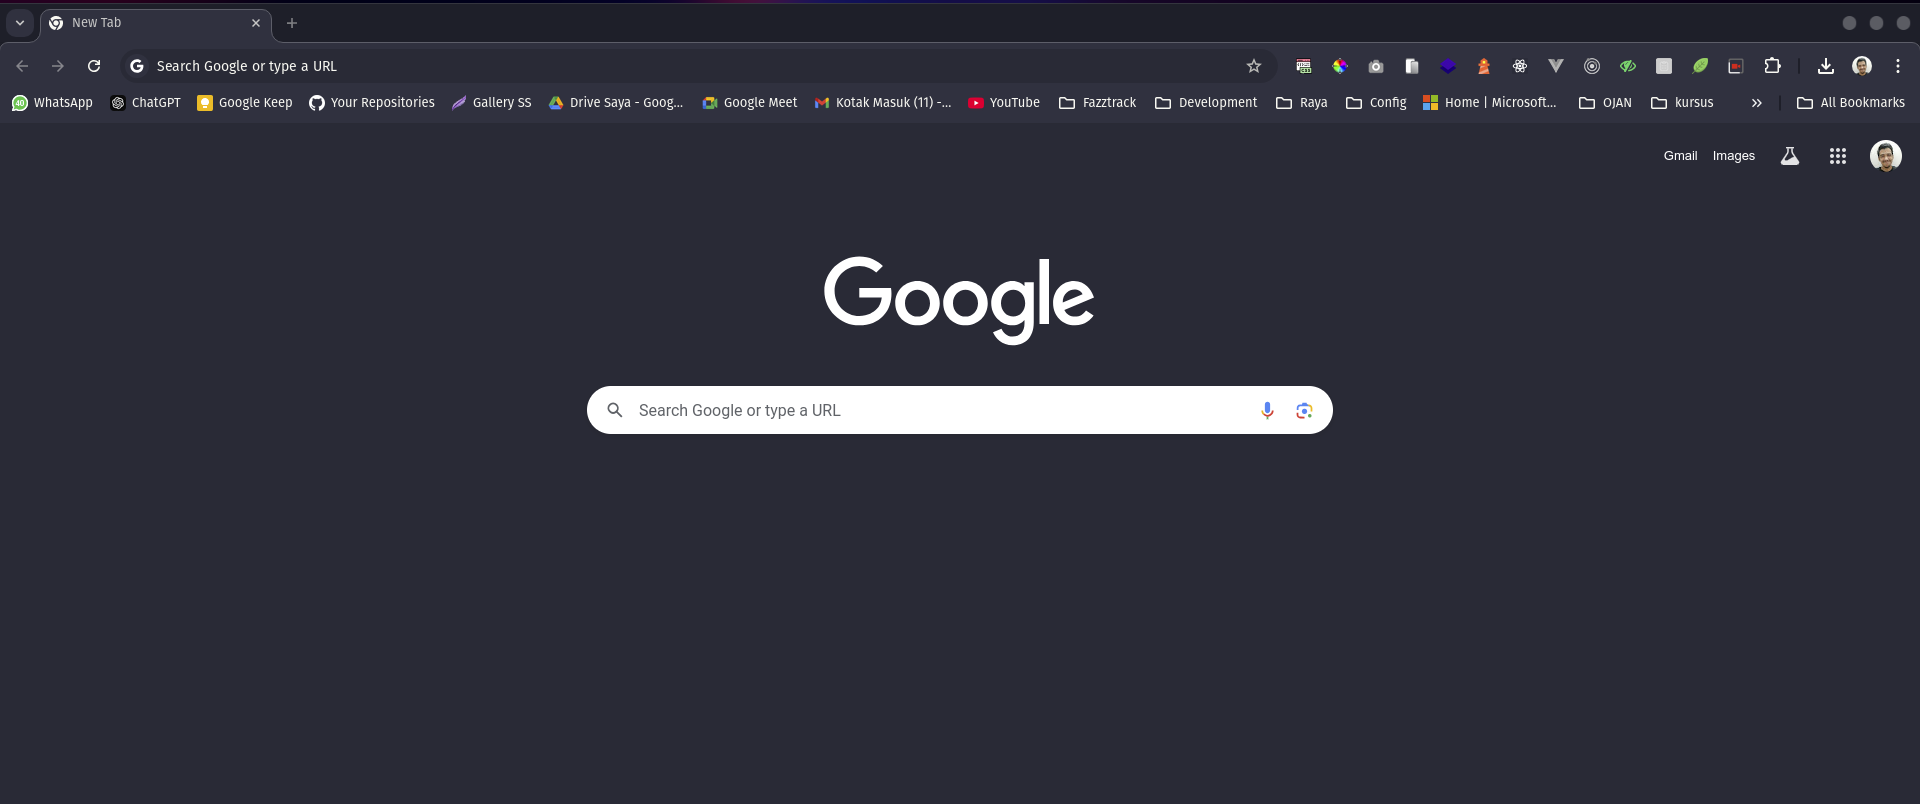 New Tab
Search Google or type a URL
40 WhatsApp ChatGPT Google Keep Your Repositories Gallery SS Drive Saya - Goog... Google Meet Kotak Masuk (11) -... YouTube Fazztrack Development Raya Config Home | Microsoft... OJAN kursus » All Bookmarks
Gmail Images
Google
Search Google or type a URL